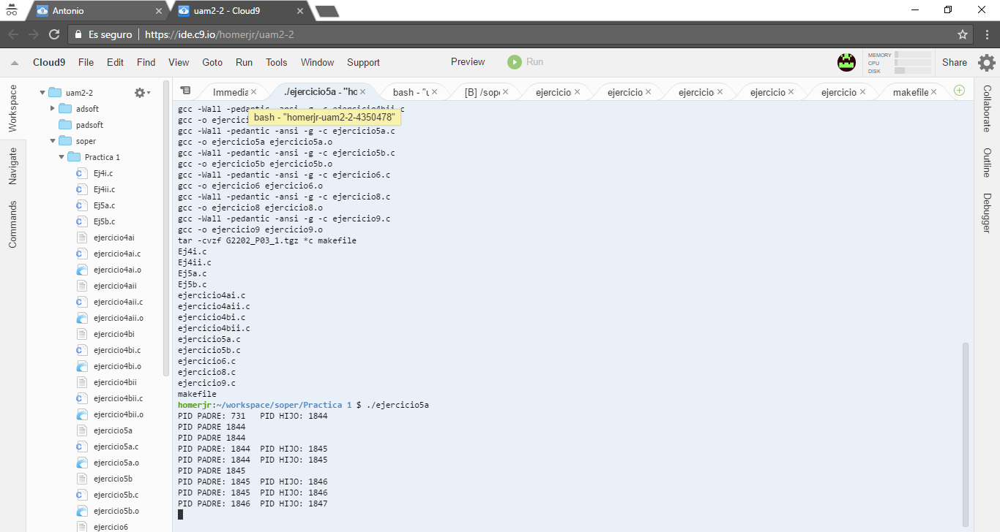 Antonio
uam2-2 - Cloud9
Es seguro
https://ide.c9.io/homerjr/uam2-2
Cloud9 File Edit Find View Goto Run Tools Window Support Preview Run
MEMORY
CPU
DISK
Share
Workspace
Navigate
Commands
uam2-2
adsoft
padsoft
soper
Practica 1
Ej4i.c
Ej4ii.c
Ej5a.c
Ej5b.c
ejercicio4ai
ejercicio4ai.c
ejercicio4ai.o
ejercicio4aii
ejercicio4aii.c
ejercicio4aii.o
ejercicio4bi
ejercicio4bi.c
ejercicio4bi.o
ejercicio4bii
ejercicio4bii.c
ejercicio4bii.o
ejercicio5a
ejercicio5a.c
ejercicio5a.o
ejercicio5b
ejercicio5b.c
ejercicio5b.o
ejercicio6
Immedia
./ejercicio5a - "ho
bash - "u
[B] /sope
ejercicio
ejercicio
ejercicio
ejercicio
ejercicio
makefile
gcc -Wall -pedantic -ansi -g -c ejercicio4bii.c
gcc -o ejerci
bash - "homerjr-uam2-2-4350478"
gcc -Wall -pedantic -ansi -g -c ejercicio5a.c
gcc -o ejercicio5a ejercicio5a.o
gcc -Wall -pedantic -ansi -g -c ejercicio5b.c
gcc -o ejercicio5b ejercicio5b.o
gcc -Wall -pedantic -ansi -g -c ejercicio6.c
gcc -o ejercicio6 ejercicio6.o
gcc -Wall -pedantic -ansi -g -c ejercicio8.c
gcc -o ejercicio8 ejercicio8.o
gcc -Wall -pedantic -ansi -g -c ejercicio9.c
gcc -o ejercicio9 ejercicio9.o
tar -cvzf G2202_P03_1.tgz *c makefile
Ej4i.c
Ej4ii.c
Ej5a.c
Ej5b.c
ejercicio4ai.c
ejercicio4aii.c
ejercicio4bi.c
ejercicio4bii.c
ejercicio5a.c
ejercicio5b.c
ejercicio6.c
ejercicio8.c
ejercicio9.c
makefile
homerjr:~/workspace/soper/Practica 1 $ ./ejercicio5a
PID PADRE: 731 PID HIJO: 1844
PID PADRE 1844
PID PADRE 1844
PID PADRE: 1844 PID HIJO: 1845
PID PADRE: 1844 PID HIJO: 1845
PID PADRE 1845
PID PADRE: 1845 PID HIJO: 1846
PID PADRE: 1845 PID HIJO: 1846
PID PADRE: 1846 PID HIJO: 1847
Collaborate
Outline
Debugger